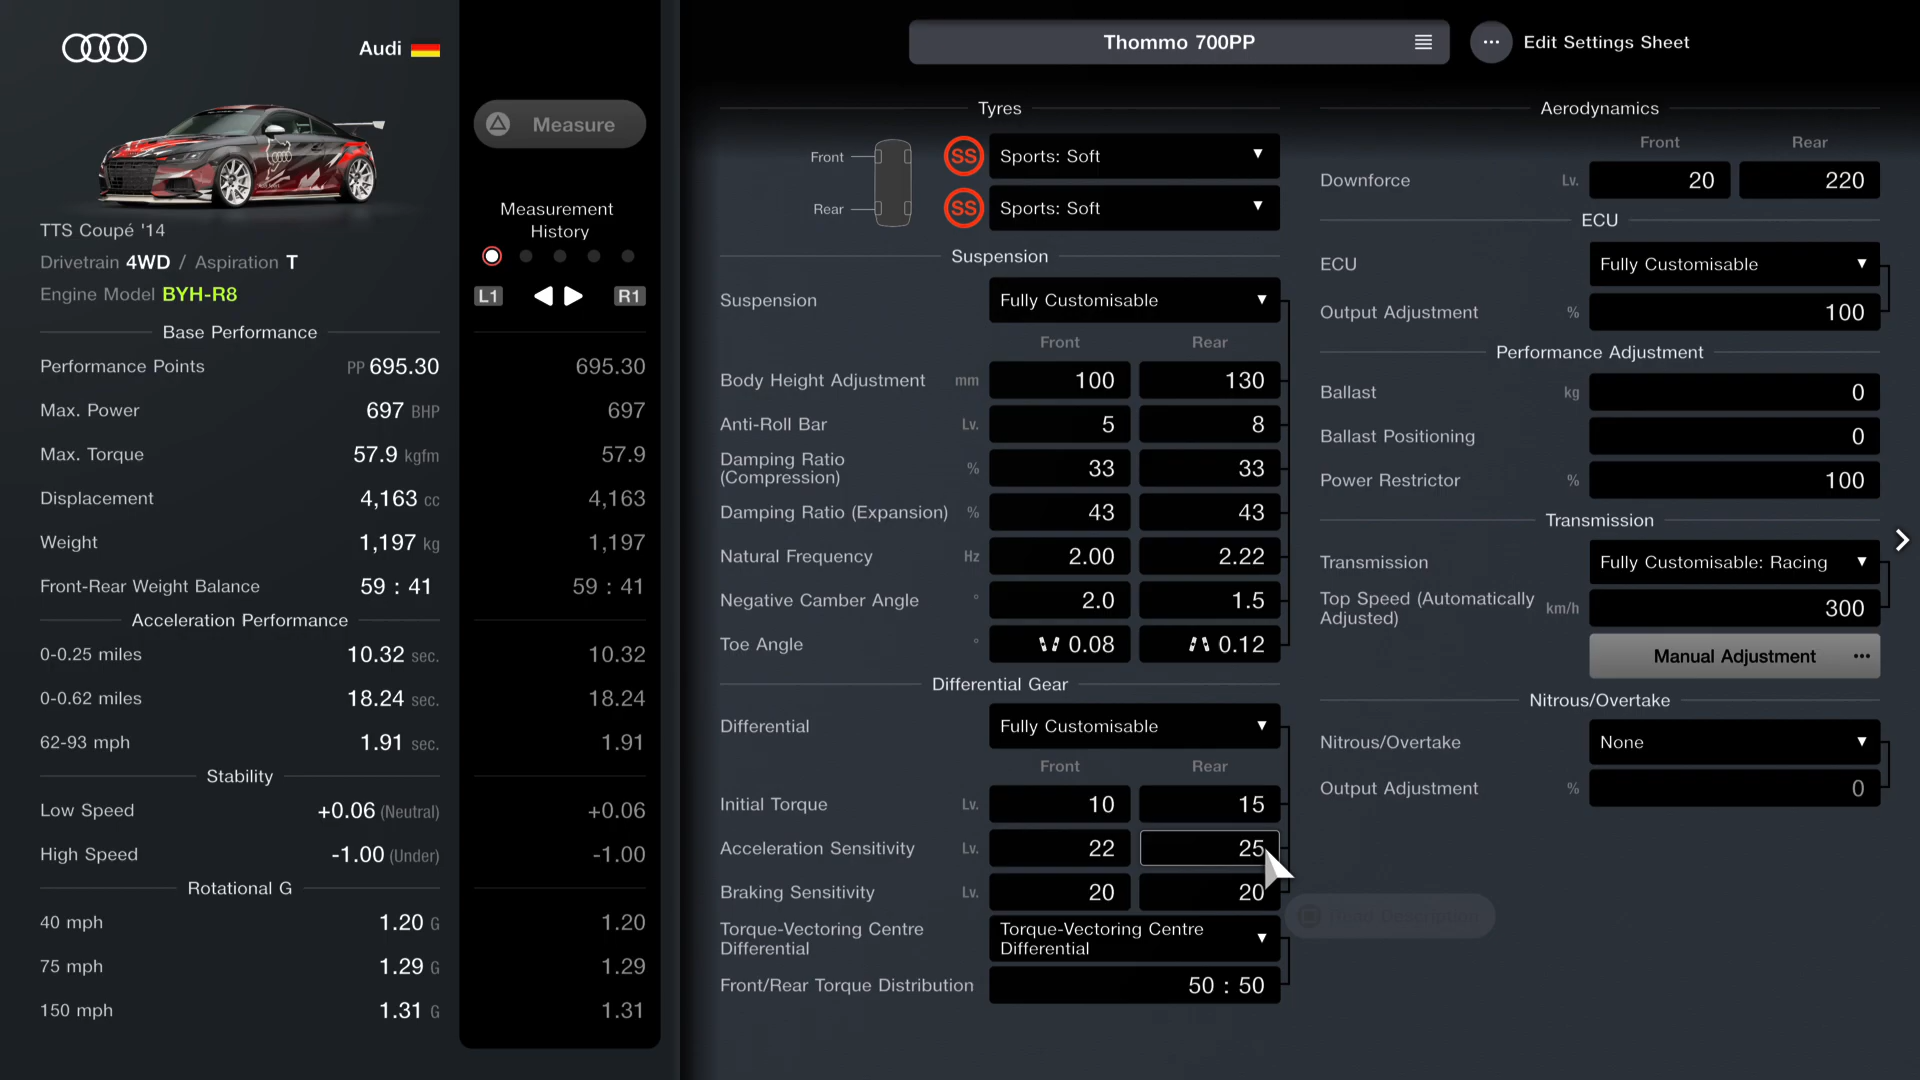 Audi
TTS Coupé '14
Drivetrain 4WD / Aspiration T
Engine Model BYH-R8
Base Performance
Performance Points PP 695.30
Max. Power 697 BHP
Max. Torque 57.9 kgfm
Displacement 4,163 cc
Weight 1,197 kg
Front-Rear Weight Balance 59 : 41
Acceleration Performance
0-0.25 miles 10.32 sec.
0-0.62 miles 18.24 sec.
62-93 mph 1.91 sec.
Stability
Low Speed +0.06 (Neutral)
High Speed -1.00 (Under)
Rotational G
40 mph 1.20 G
75 mph 1.29 G
150 mph 1.31 G
Measure
Measurement
History
L1 R1
695.30
697
57.9
4,163
1,197
59 : 41
10.32
18.24
1.91
+0.06
-1.00
1.20
1.29
1.31
Thommo 700PP
Edit Settings Sheet
Tyres
Front SS Sports: Soft
Rear SS Sports: Soft
Suspension
Suspension Fully Customisable
Front Rear
Body Height Adjustment mm 100 130
Anti-Roll Bar Lv. 5 8
Damping Ratio
(Compression) % 33 33
Damping Ratio (Expansion) % 43 43
Natural Frequency Hz 2.00 2.22
Negative Camber Angle ° 2.0 1.5
Toe Angle ° 0.08 0.12
Differential Gear
Differential Fully Customisable
Front Rear
Initial Torque Lv. 10 15
Acceleration Sensitivity Lv. 22 25
Braking Sensitivity Lv. 20 20
Read Description
Torque-Vectoring Centre
Differential
Torque-Vectoring Centre
Differential
Front/Rear Torque Distribution 50 : 50
Aerodynamics
Front Rear
Downforce Lv. 20 220
ECU
ECU Fully Customisable
Output Adjustment % 100
Performance Adjustment
Ballast kg 0
Ballast Positioning 0
Power Restrictor % 100
Transmission
Transmission Fully Customisable: Racing
Top Speed (Automatically
Adjusted) km/h 300
Manual Adjustment
Nitrous/Overtake
Nitrous/Overtake None
Output Adjustment % 0